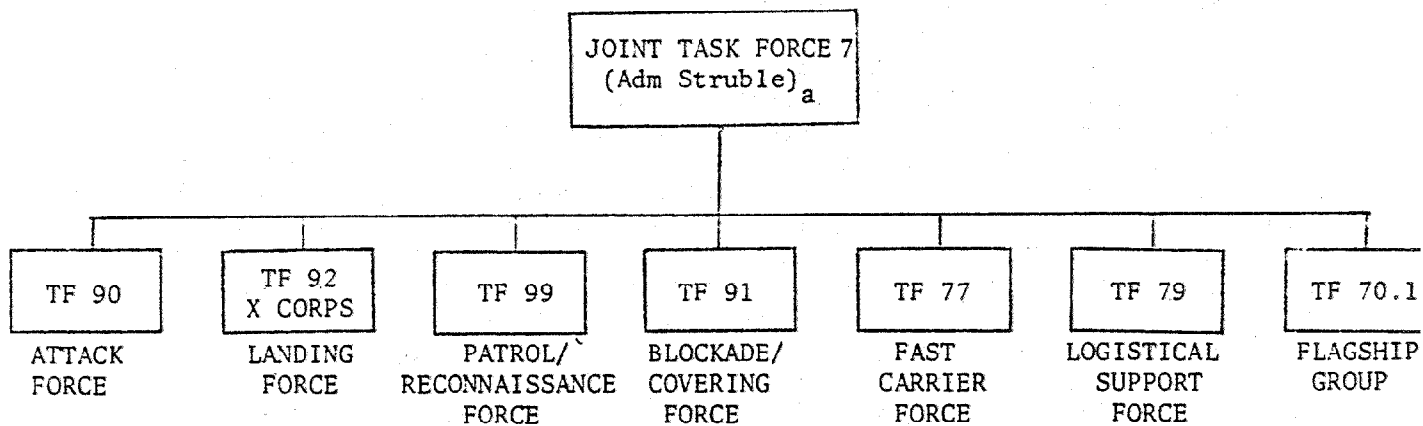 JOINT TASK FORCE 7
(Adm Struble)a
TF 90
TF 92
X CORPS
TF 99
TF 91
TF 77
TF 79
TF 70.1
ATTACK
FORCE
LANDING
FORCE
PATROL/
RECONNAISSANCE
FORCE
BLOCKADE/
COVERING
FORCE
FAST
CARRIER
FORCE
LOGISTICAL
SUPPORT
FORCE
FLAGSHIP
GROUP